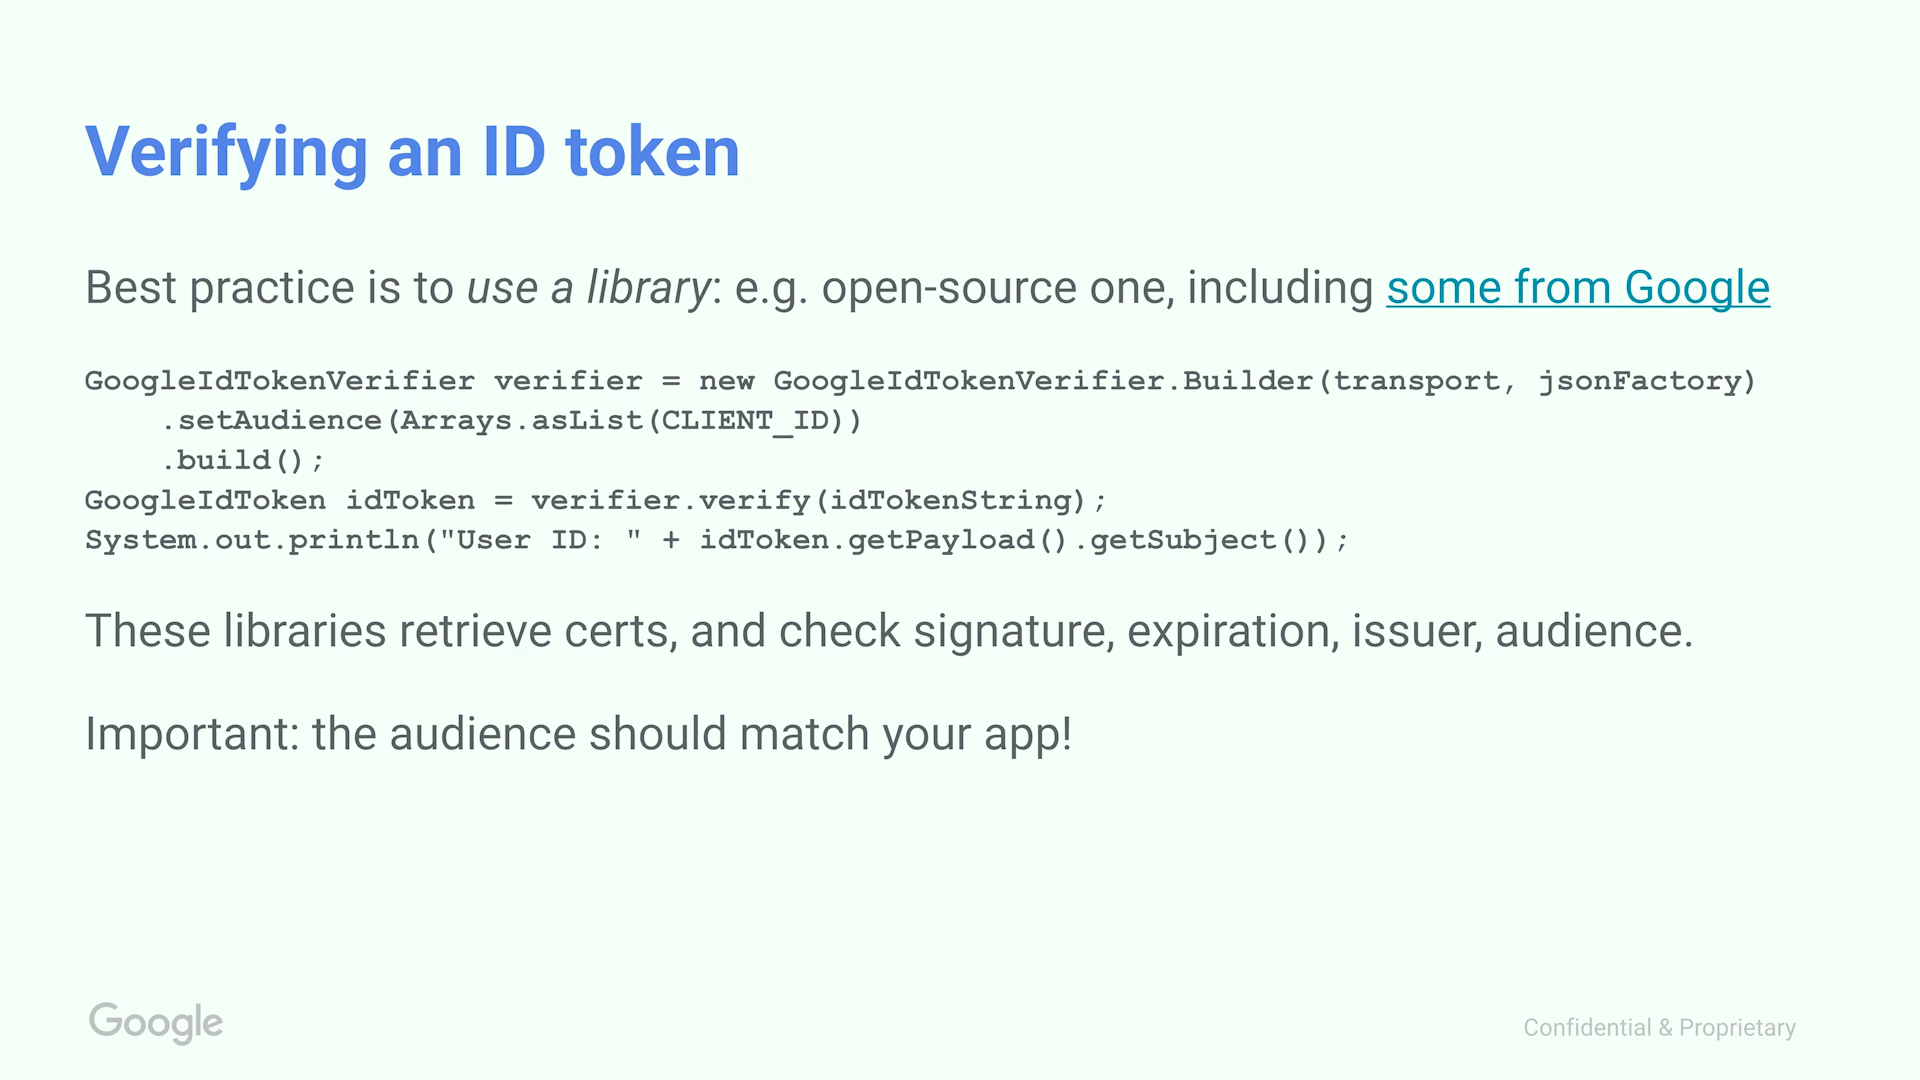 Verifying an ID token
Best practice is to use a library: e.g. open-source one, including some from Google
GoogleIdTokenVerifier verifier = new GoogleIdTokenVerifier.Builder(transport, jsonFactory)
    .setAudience(Arrays.asList(CLIENT_ID))
    .build();
GoogleIdToken idToken = verifier.verify(idTokenString);
System.out.println("User ID: " + idToken.getPayload().getSubject());
These libraries retrieve certs, and check signature, expiration, issuer, audience.
Important: the audience should match your app!
Google
Confidential & Proprietary